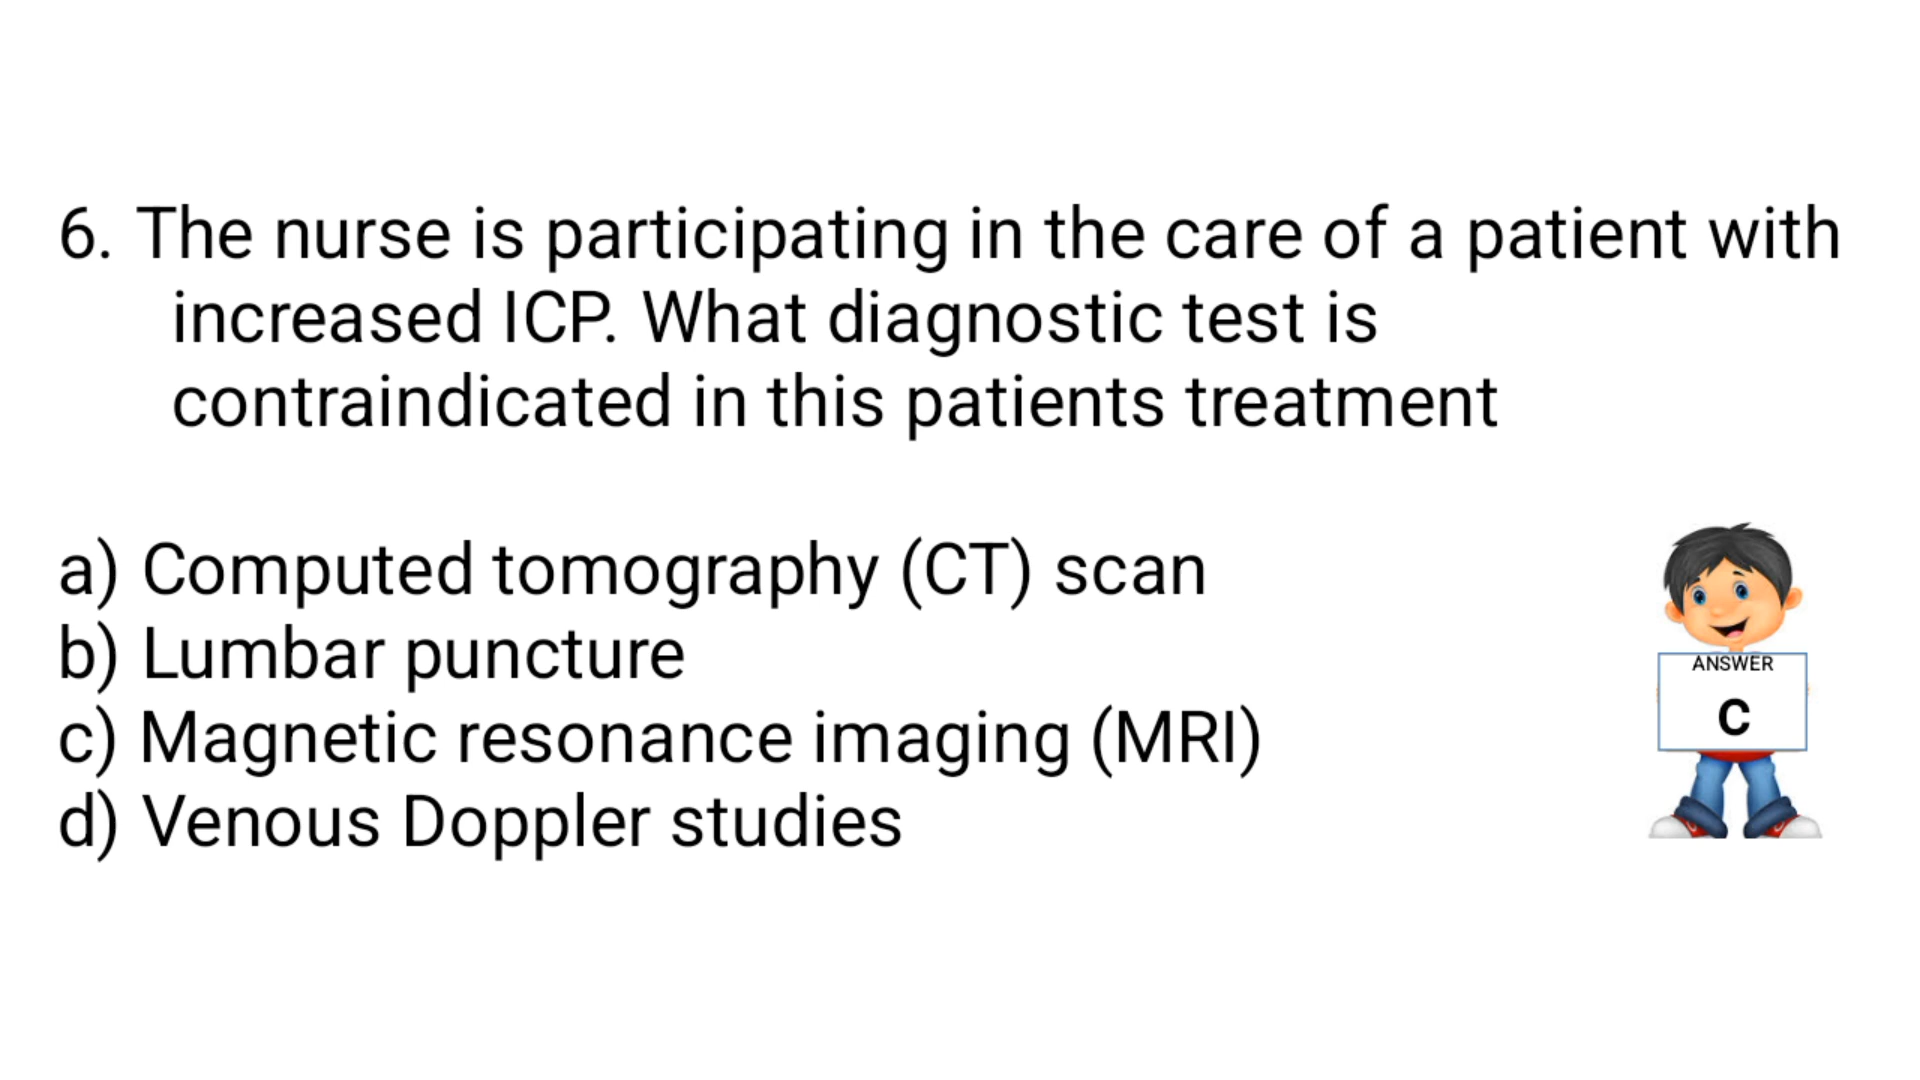 6. The nurse is participating in the care of a patient with
increased ICP. What diagnostic test is
contraindicated in this patients treatment
a) Computed tomography (CT) scan
b) Lumbar puncture
c) Magnetic resonance imaging (MRI)
d) Venous Doppler studies
ANSWER
C